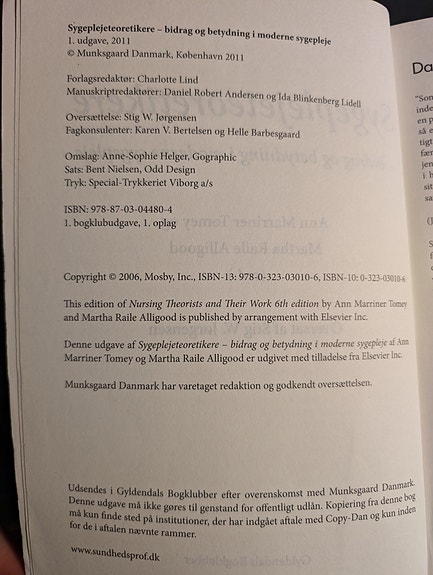 Sygeplejeteoretikere – bidrag og betydning i moderne sygepleje
1. udgave, 2011
© Munksgaard Danmark, København 2011
Forlagsredaktør: Charlotte Lind
Manuskriptredaktører: Daniel Robert Andersen og Ida Blinkenberg Lidell
Oversættelse: Stig W. Jørgensen
Fagkonsulenter: Karen V. Bertelsen og Helle Barbesgaard
Omslag: Anne-Sophie Helger, Gographic
Sats: Bent Nielsen, Odd Design
Tryk: Special-Trykkeriet Viborg a/s
ISBN: 978-87-03-04480-4
1. bogklubudgave, 1. oplag
Copyright © 2006, Mosby, Inc., ISBN-13: 978-0-323-03010-6, ISBN-10: 0-323-03010-6
This edition of Nursing Theorists and Their Work 6th edition by Ann Marriner Tomey
and Martha Raile Alligood is published by arrangement with Elsevier Inc.
Denne udgave af Sygeplejeteoretikere – bidrag og betydning i moderne sygepleje af Ann
Marriner Tomey og Martha Raile Alligood er udgivet med tilladelse fra Elsevier Inc.
Munksgaard Danmark har varetaget redaktion og godkendt oversættelsen.
Udsendes i Gyldendals Bogklubber efter overenskomst med Munksgaard Danmark.
Denne udgave må ikke gøres til genstand for offentligt udlån. Kopiering fra denne bog
må kun finde sted på institutioner, der har indgået aftale med Copy-Dan og kun inden
for de i aftalen nævnte rammer.
www.sundhedsprof.dk
Da
"Son
inde
en p
så e
tigt
fær
jen
i. h
sit
sa